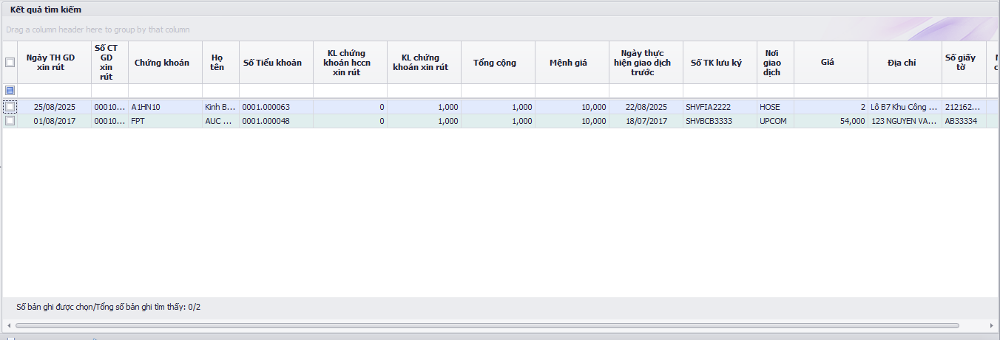 Kết quả tìm kiếm
Drag a column header here to group by that column
Ngày TH GD xin rút Số CT GD xin rút Chứng khoán Họ tên Số Tiểu khoản KL chứng khoán hccn xin rút KL chứng khoán xin rút Tổng cộng Mệnh giá Ngày thực hiện giao dịch trước Số TK lưu ký Nơi giao dịch Giá Địa chỉ Số giấy tờ
25/08/2025 00010... A1HN10 Kinh B... 0001.000063 0 1,000 1,000 10,000 22/08/2025 SHVFIA2222 HOSE 2 Lô B7 Khu Công ... 212162...
01/08/2017 00010... FPT AUC ... 0001.000048 0 1,000 1,000 10,000 18/07/2017 SHVBCB3333 UPCOM 54,000 123 NGUYEN VA... AB33334
Số bản ghi được chọn/Tổng số bản ghi tìm thấy: 0/2